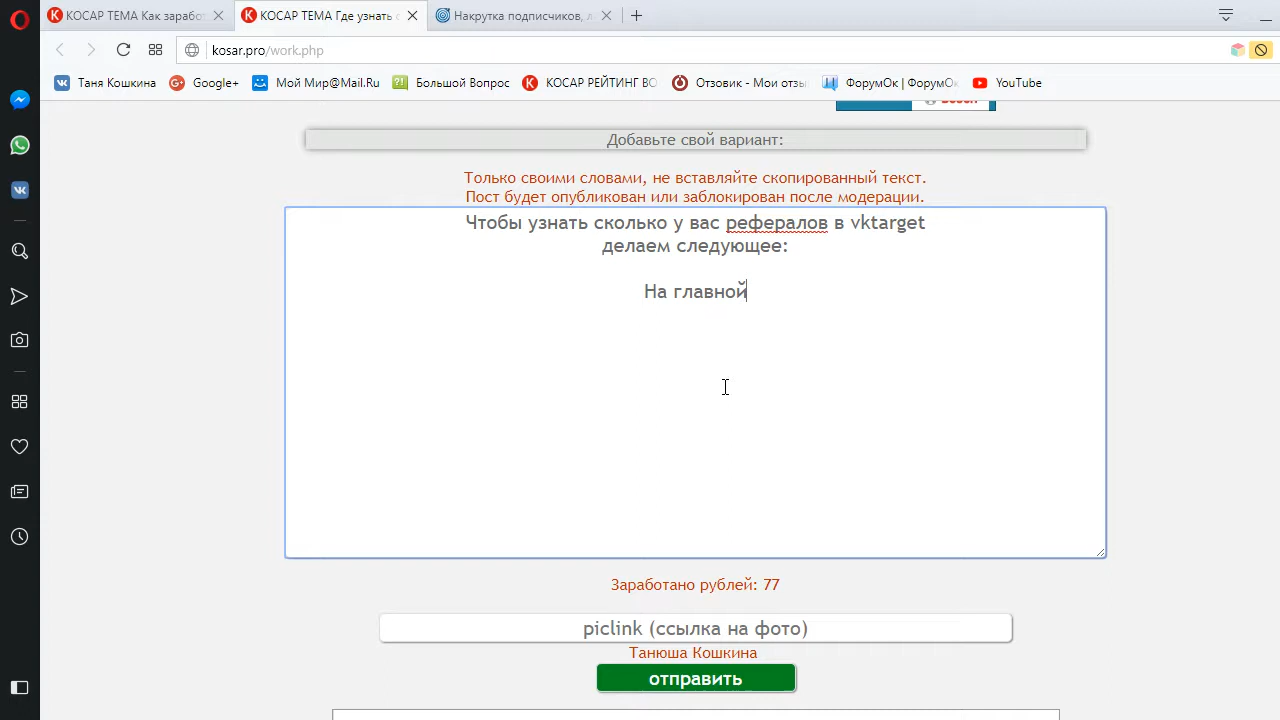 КОСАР ТЕМА Как заработ
КОСАР ТЕМА Где узнать с
Накрутка подписчиков, л
kosar.pro/work.php
Таня Кошкина
Google+
Мой Мир@Mail.Ru
Большой Вопрос
КОСАР РЕЙТИНГ ВО
Отзовик - Мои отзы
ФорумОк | ФорумОк
YouTube
Добавьте свой вариант:
Только своими словами, не вставляйте скопированный текст.
Пост будет опубликован или заблокирован после модерации.
Чтобы узнать сколько у вас рефералов в vktarget
делаем следующее:
На главной
Заработано рублей: 77
piclink (ссылка на фото)
Танюша Кошкина
отправить